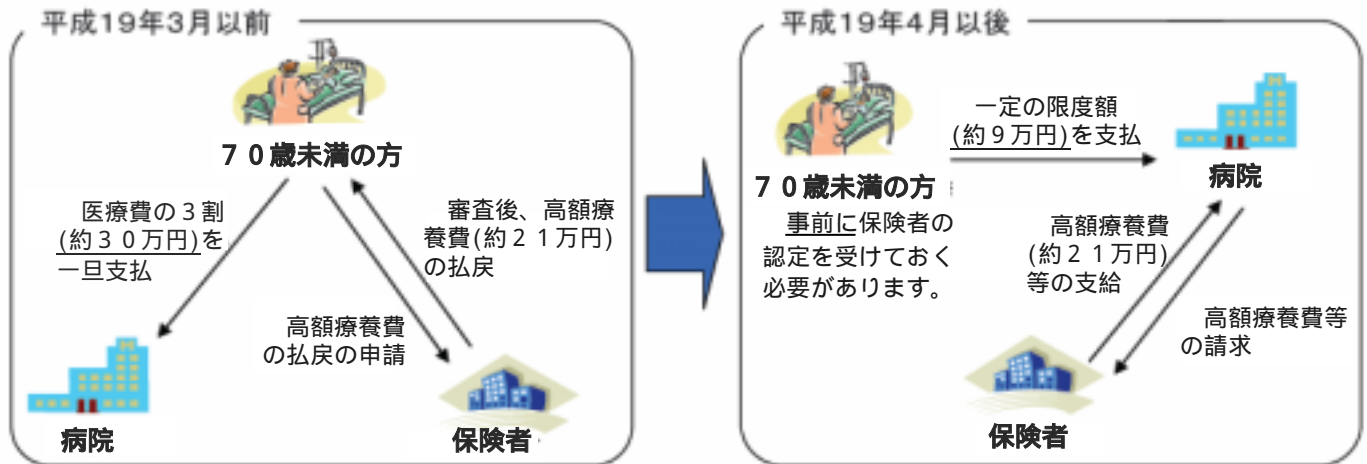 平成19年3月以前
70歳未満の方
医療費の3割
(約30万円)を
一旦支払
審査後、高額療
養費(約21万円)
の払戻
高額療養費
の払戻の申請
病院
保険者
平成19年4月以後
一定の限度額
(約9万円)を支払
70歳未満の方
事前に保険者の
認定を受けておく
必要があります。
病院
高額療養費
(約21万円)
等の支給
高額療養費等
の請求
保険者